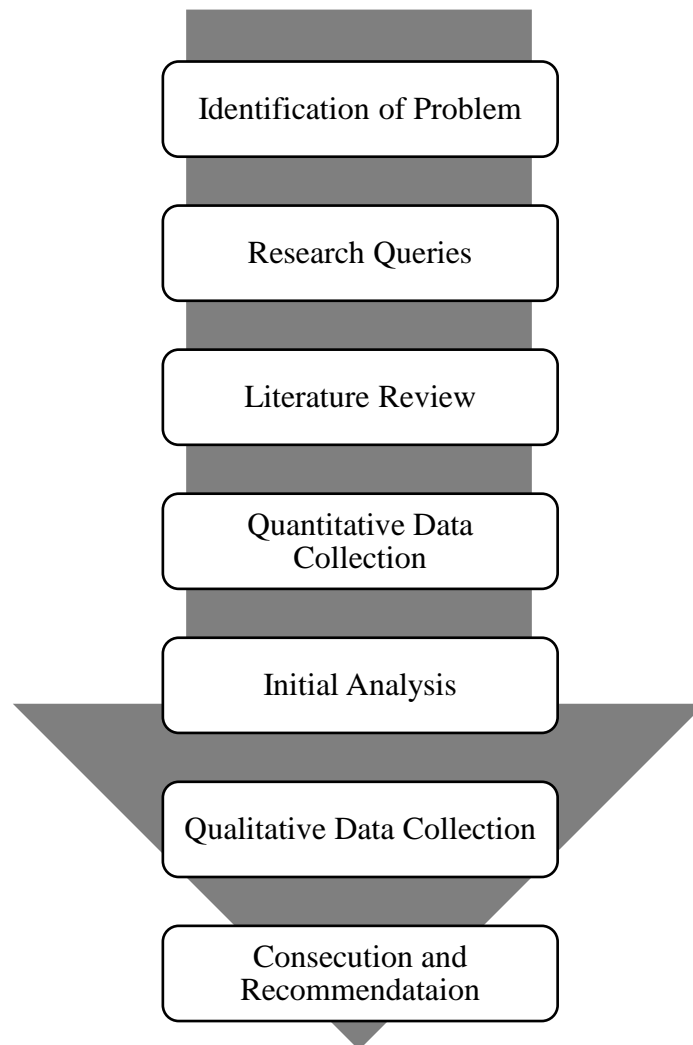 Identification of Problem
Research Queries
Literature Review
Quantitative Data
Collection
Initial Analysis
Qualitative Data Collection
Consecution and
Recommendataion